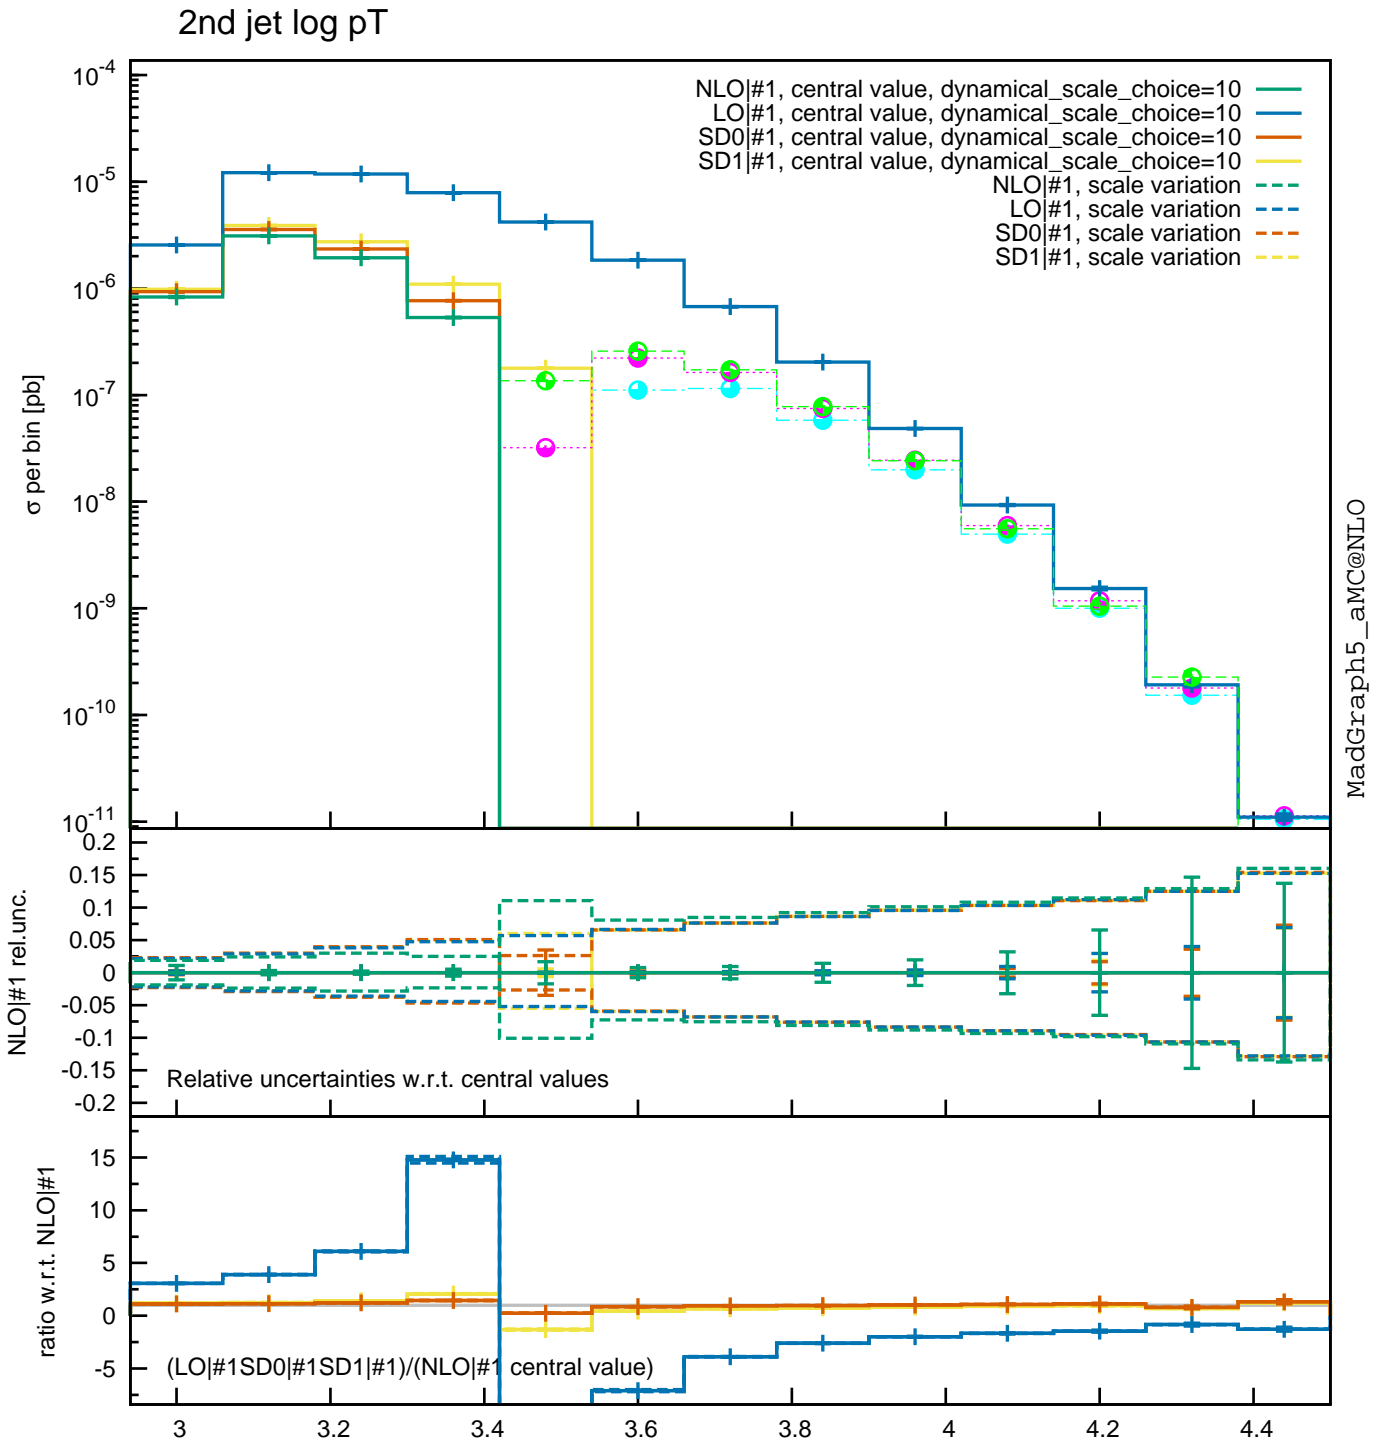 2nd jet log pT
NLO|#1, central value, dynamical_scale_choice=10
LO|#1, central value, dynamical_scale_choice=10
SD0|#1, central value, dynamical_scale_choice=10
SD1|#1, central value, dynamical_scale_choice=10
NLO|#1, scale variation
LO|#1, scale variation
SD0|#1, scale variation
SD1|#1, scale variation
σ per bin [pb]
10^-4
10^-5
10^-6
10^-7
10^-8
10^-9
10^-10
10^-11
MadGraph5_aMC@NLO
NLO|#1 rel.unc.
0.2
0.15
0.1
0.05
0
-0.05
-0.1
-0.15
-0.2
Relative uncertainties w.r.t. central values
ratio w.r.t. NLO|#1
15
10
5
0
-5
(LO|#1SD0|#1SD1|#1)/(NLO|#1 central value)
3 3.2 3.4 3.6 3.8 4 4.2 4.4